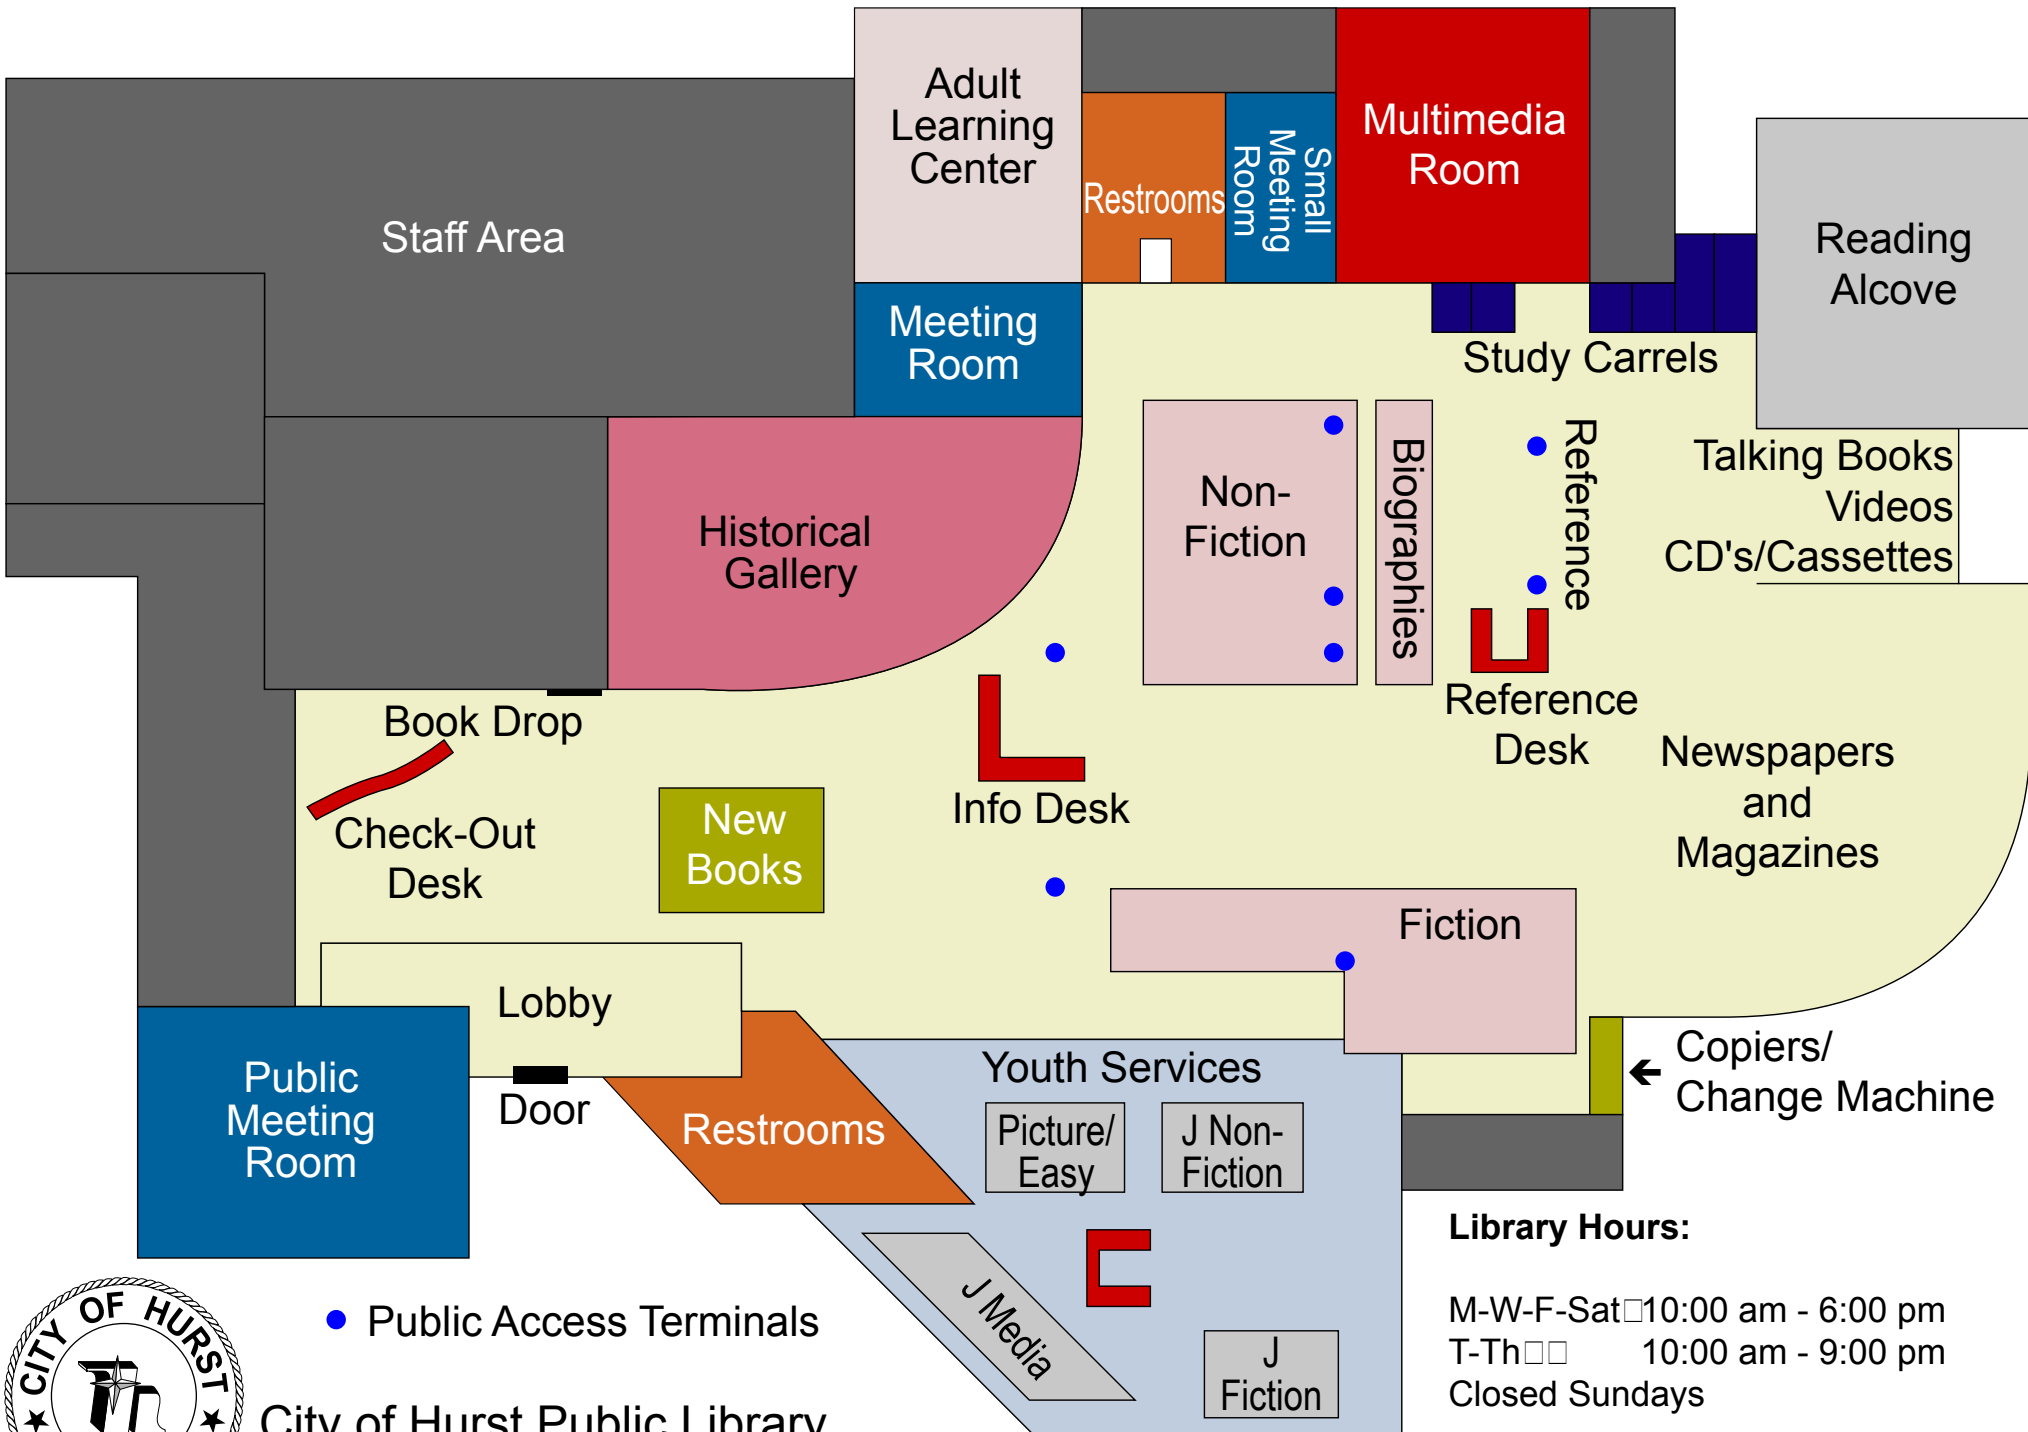 Adult
Learning
Center
Restrooms
Small
Meeting
Room
Multimedia
Room
Staff Area
Reading
Alcove
Meeting
Room
Study Carrels
Historical
Gallery
Non-
Fiction
Biographies
Reference
Talking Books
Videos
CD's/Cassettes
Book Drop
Check-Out
Desk
New
Books
Info Desk
Reference
Desk
Newspapers
and
Magazines
Fiction
Lobby
Door
Public
Meeting
Room
Restrooms
Youth Services
Picture/
Easy
J Non-
Fiction
J Media
J
Fiction
Copiers/
Change Machine
Library Hours:
M-W-F-Sat 10:00 am - 6:00 pm
T-Th 10:00 am - 9:00 pm
Closed Sundays
Public Access Terminals
CITY OF HURST
City of Hurst Public Library